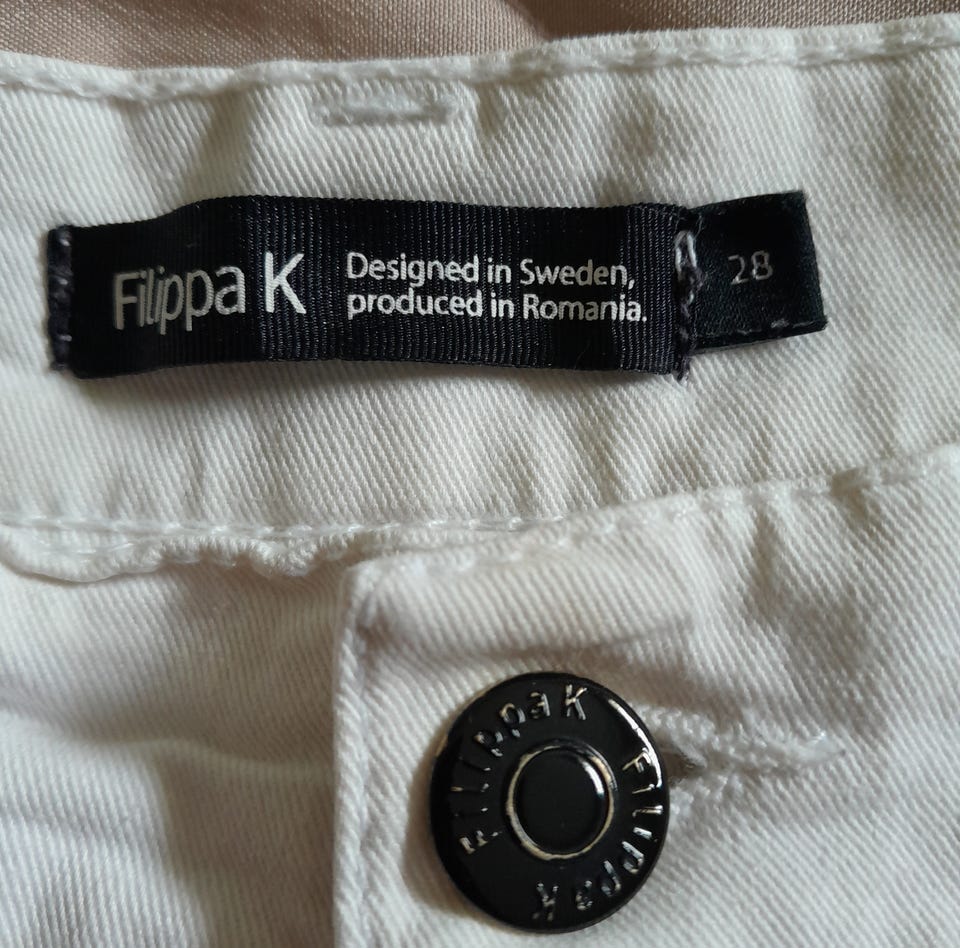 Filippa K
Designed in Sweden,
produced in Romania.
28
Filippa K
Filippa K